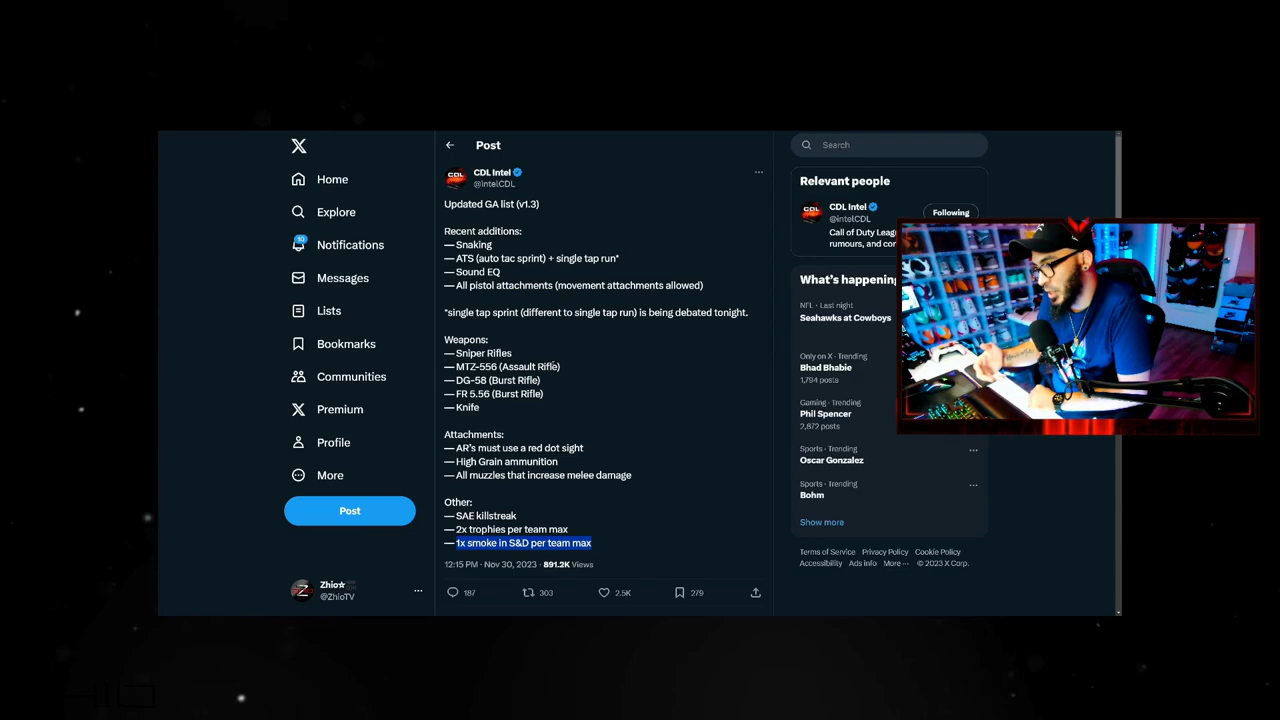 Home
Explore
10
Notifications
Messages
Lists
Bookmarks
Communities
Premium
Profile
More
Post
Zhio☆
@ZhioTV
Post
CDL Intel
@intelCDL
Updated GA list (v1.3)
Recent additions:
— Snaking
— ATS (auto tac sprint) + single tap run*
— Sound EQ
— All pistol attachments (movement attachments allowed)
*single tap sprint (different to single tap run) is being debated tonight.
Weapons:
— Sniper Rifles
— MTZ-556 (Assault Rifle)
— DG-58 (Burst Rifle)
— FR 5.56 (Burst Rifle)
— Knife
Attachments:
— AR's must use a red dot sight
— High Grain ammunition
— All muzzles that increase melee damage
Other:
— SAE killstreak
— 2x trophies per team max
— 1x smoke in S&D per team max
12:15 PM · Nov 30, 2023 · 891.2K Views
187 303 2.5K 279
Search
Relevant people
CDL Intel
@intelCDL
Following
Call of Duty Leag
rumours, and cor
What's happening
NFL · Last night
Seahawks at Cowboys
Only on X · Trending
Bhad Bhabie
1,794 posts
Gaming · Trending
Phil Spencer
2,872 posts
Sports · Trending
Oscar Gonzalez
Sports · Trending
Bohm
Show more
Terms of Service Privacy Policy Cookie Policy
Accessibility Ads info More ··· © 2023 X Corp.